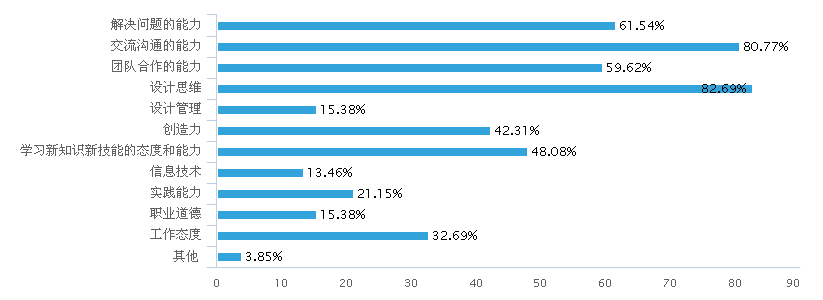 解决问题的能力 61.54%
交流沟通的能力 80.77%
团队合作的能力 59.62%
设计思维 82.69%
设计管理 15.38%
创造力 42.31%
学习新知识新技能的态度和能力 48.08%
信息技术 13.46%
实践能力 21.15%
职业道德 15.38%
工作态度 32.69%
其他 3.85%
0 10 20 30 40 50 60 70 80 90